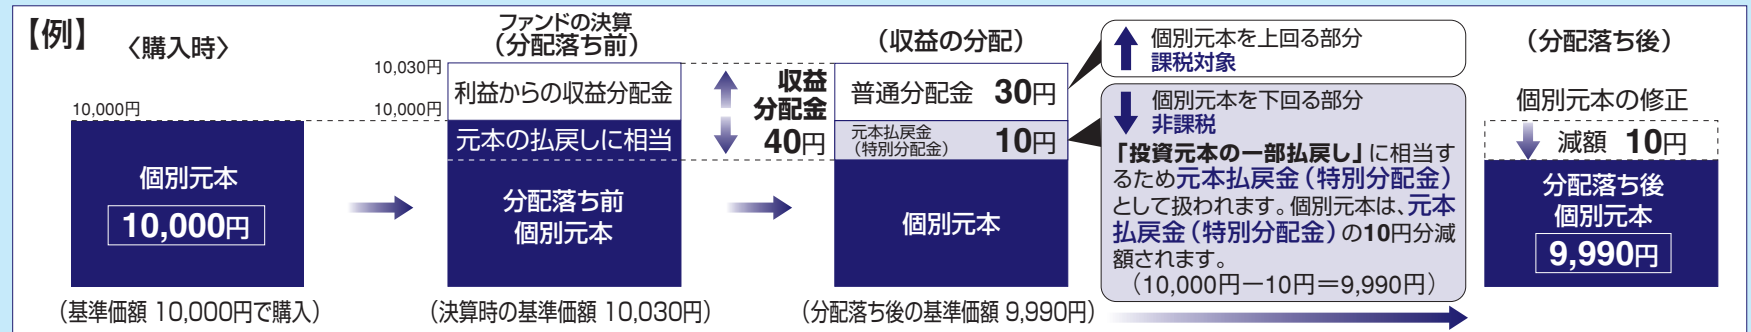 【例】
〈購入時〉
10,000円
個別元本
10,000円
(基準価額 10,000円で購入)
ファンドの決算
(分配落ち前)
10,030円
10,000円
利益からの収益分配金
元本の払戻しに相当
分配落ち前
個別元本
(決算時の基準価額 10,030円)
収益
分配金
40円
(収益の分配)
普通分配金 30円
元本払戻金
(特別分配金)
10円
個別元本
(分配落ち後の基準価額 9,990円)
個別元本を上回る部分
課税対象
個別元本を下回る部分
非課税
「投資元本の一部払戻し」に相当す
るため元本払戻金(特別分配金)
として扱われます。個別元本は、元本
払戻金(特別分配金)の10円分減
額されます。
(10,000円ー10円=9,990円)
(分配落ち後)
個別元本の修正
減額 10円
分配落ち後
個別元本
9,990円